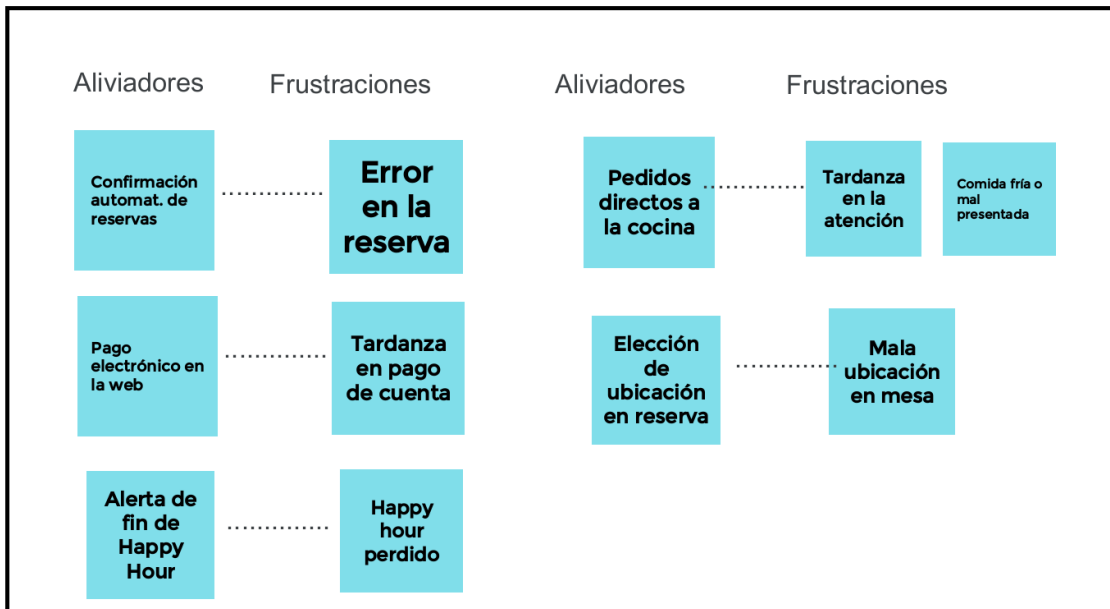 Aliviadores
Frustraciones
Confirmación
automat. de
reservas
Error
en la
reserva
Pago
electrónico en
la web
Tardanza
en pago
de cuenta
Alerta de
fin de
Happy
Hour
Happy
hour
perdido
Aliviadores
Frustraciones
Pedidos
directos a
la cocina
Tardanza
en la
atención
Comida fría o
mal
presentada
Elección
de
ubicación
en reserva
Mala
ubicación
en mesa